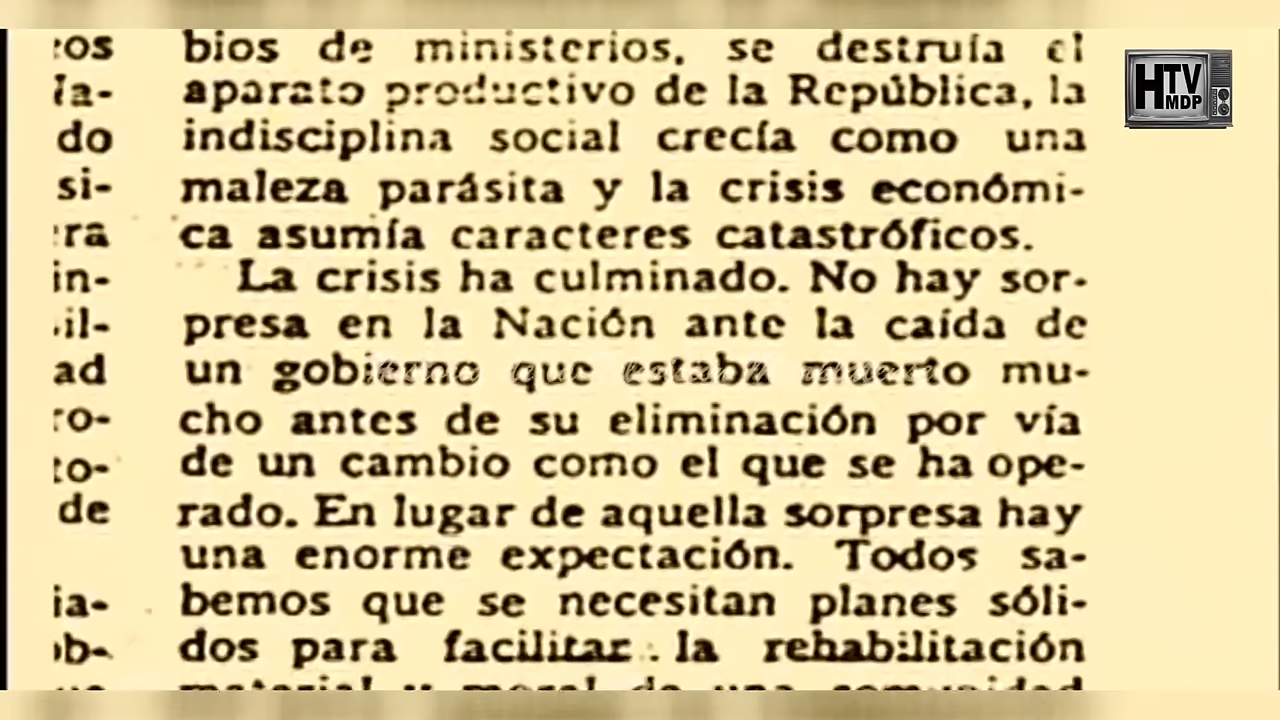 bios de ministerios, se destruía el
aparato productivo de la República, la
indisciplina social crecía como una
maleza parásita y la crisis económi-
ca asumía caracteres catastróficos.
La crisis ha culminado. No hay sor-
presa en la Nación ante la caída de
un gobierno que estaba muerto mu-
cho antes de su eliminación por vía
de un cambio como el que se ha ope-
rado. En lugar de aquella sorpresa hay
una enorme expectación. Todos sa-
bemos que se necesitan planes sóli-
dos para facilitar la rehabilitación
material y moral de una comunidad
do
si-
ra
in-
il-
ad
ro-
to-
de
ia-
HTV
MDP